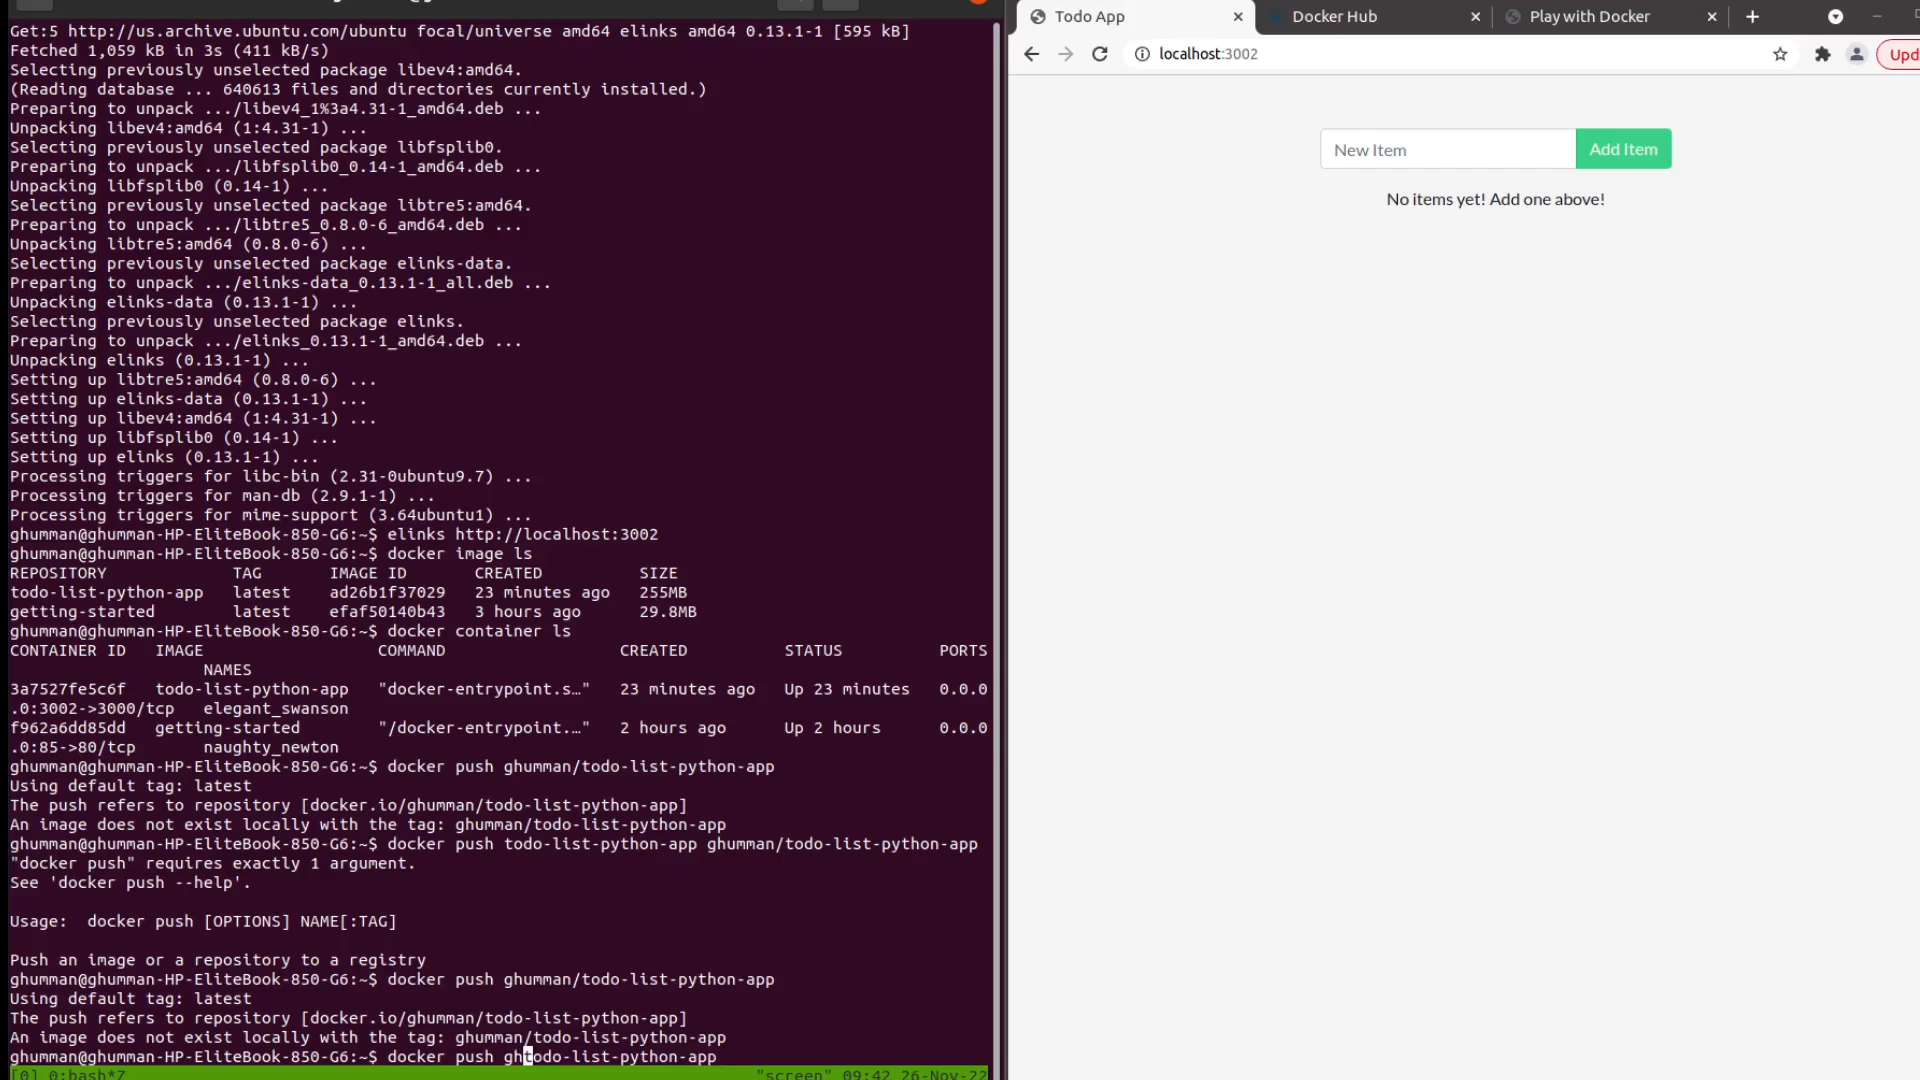 Get:5 http://us.archive.ubuntu.com/ubuntu focal/universe amd64 elinks amd64 0.13.1-1 [595 kB]
Fetched 1,059 kB in 3s (411 kB/s)
Selecting previously unselected package libev4:amd64.
(Reading database ... 640613 files and directories currently installed.)
Preparing to unpack .../libev4_1%3a4.31-1_amd64.deb ...
Unpacking libev4:amd64 (1:4.31-1) ...
Selecting previously unselected package libfsplib0.
Preparing to unpack .../libfsplib0_0.14-1_amd64.deb ...
Unpacking libfsplib0 (0.14-1) ...
Selecting previously unselected package libtre5:amd64.
Preparing to unpack .../libtre5_0.8.0-6_amd64.deb ...
Unpacking libtre5:amd64 (0.8.0-6) ...
Selecting previously unselected package elinks-data.
Preparing to unpack .../elinks-data_0.13.1-1_all.deb ...
Unpacking elinks-data (0.13.1-1) ...
Selecting previously unselected package elinks.
Preparing to unpack .../elinks_0.13.1-1_amd64.deb ...
Unpacking elinks (0.13.1-1) ...
Setting up libtre5:amd64 (0.8.0-6) ...
Setting up elinks-data (0.13.1-1) ...
Setting up libev4:amd64 (1:4.31-1) ...
Setting up libfsplib0 (0.14-1) ...
Setting up elinks (0.13.1-1) ...
Processing triggers for libc-bin (2.31-0ubuntu9.7) ...
Processing triggers for man-db (2.9.1-1) ...
Processing triggers for mime-support (3.64ubuntu1) ...
ghumman@ghumman-HP-EliteBook-850-G6:~$ elinks http://localhost:3002
ghumman@ghumman-HP-EliteBook-850-G6:~$ docker image ls
REPOSITORY TAG IMAGE ID CREATED SIZE
todo-list-python-app latest ad26b1f37029 23 minutes ago 255MB
getting-started latest efaf50140b43 3 hours ago 29.8MB
ghumman@ghumman-HP-EliteBook-850-G6:~$ docker container ls
CONTAINER ID IMAGE COMMAND CREATED STATUS PORTS
NAMES
3a7527fe5c6f todo-list-python-app "docker-entrypoint.s…" 23 minutes ago Up 23 minutes 0.0.0
.0:3002->3000/tcp elegant_swanson
f962a6dd85dd getting-started "/docker-entrypoint.…" 2 hours ago Up 2 hours 0.0.0
.0:85->80/tcp naughty_newton
ghumman@ghumman-HP-EliteBook-850-G6:~$ docker push ghumman/todo-list-python-app
Using default tag: latest
The push refers to repository [docker.io/ghumman/todo-list-python-app]
An image does not exist locally with the tag: ghumman/todo-list-python-app
ghumman@ghumman-HP-EliteBook-850-G6:~$ docker push todo-list-python-app ghumman/todo-list-python-app
"docker push" requires exactly 1 argument.
See 'docker push --help'.
Usage: docker push [OPTIONS] NAME[:TAG]
Push an image or a repository to a registry
ghumman@ghumman-HP-EliteBook-850-G6:~$ docker push ghumman/todo-list-python-app
Using default tag: latest
The push refers to repository [docker.io/ghumman/todo-list-python-app]
An image does not exist locally with the tag: ghumman/todo-list-python-app
ghumman@ghumman-HP-EliteBook-850-G6:~$ docker push ghtodo-list-python-app
[0] 0:bash*Z "screen" 09:42 26-Nov-22
Todo App Docker Hub Play with Docker
localhost:3002 Upd
New Item Add Item
No items yet! Add one above!